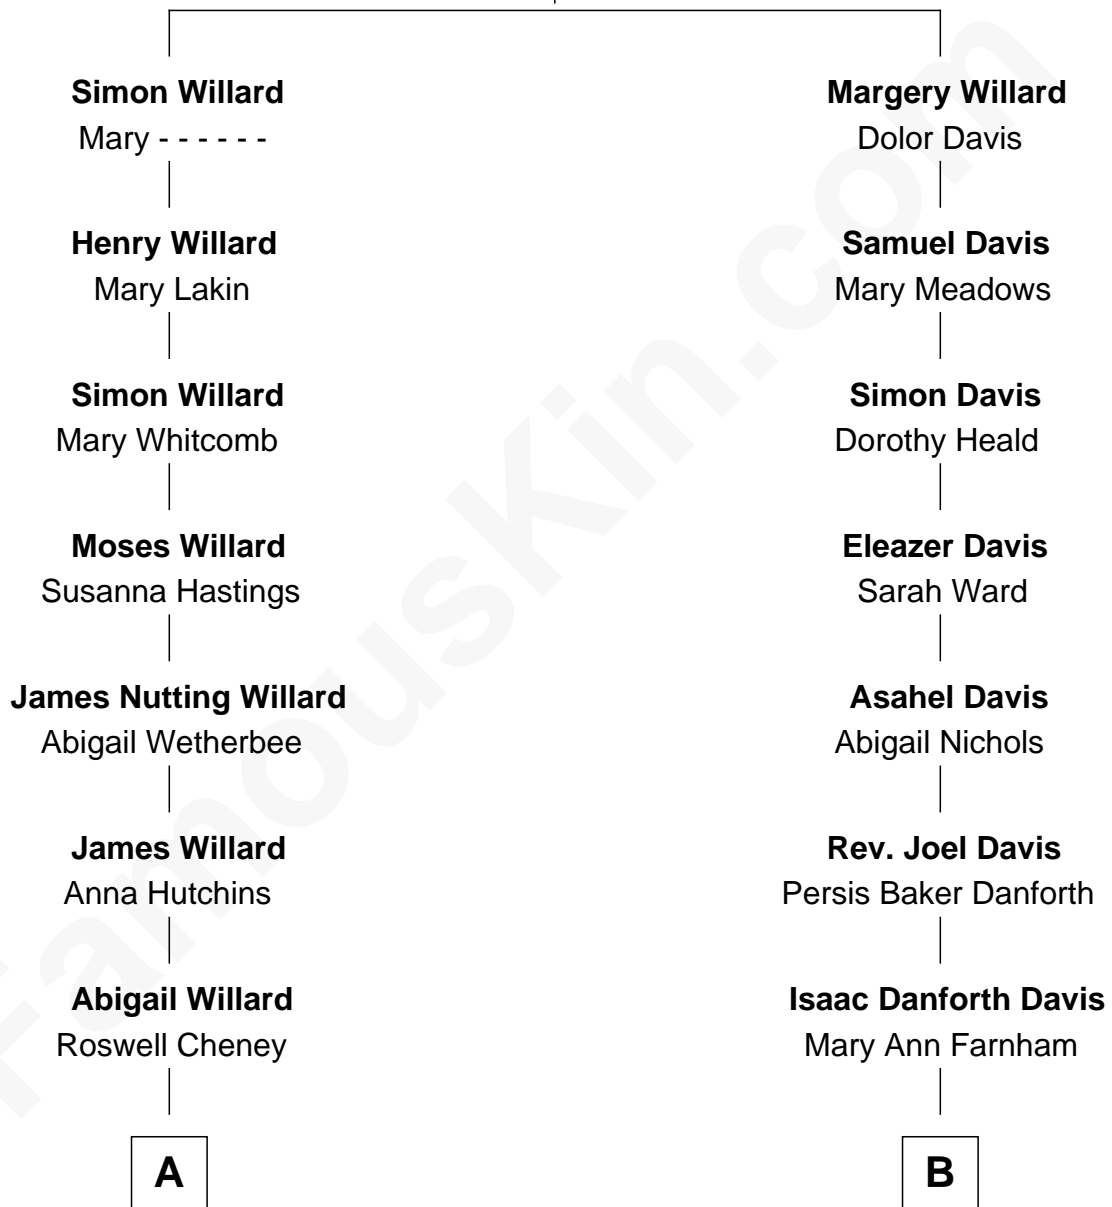 Simon Willard
Mary - - - - - -
Margery Willard
Dolor Davis
Henry Willard
Mary Lakin
Samuel Davis
Mary Meadows
Simon Willard
Mary Whitcomb
Simon Davis
Dorothy Heald
Moses Willard
Susanna Hastings
Eleazer Davis
Sarah Ward
James Nutting Willard
Abigail Wetherbee
Asahel Davis
Abigail Nichols
James Willard
Anna Hutchins
Rev. Joel Davis
Persis Baker Danforth
Abigail Willard
Roswell Cheney
Isaac Danforth Davis
Mary Ann Farnham
A
B
FamousKin.com